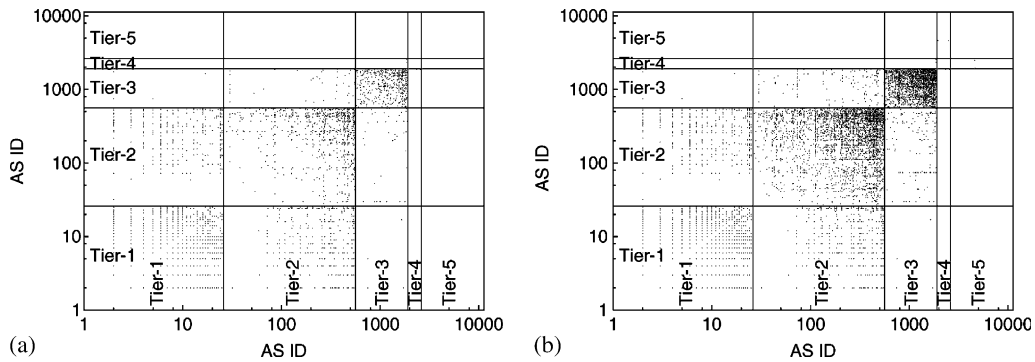 10000
Tier-5
Tier-4
1000
Tier-3
AS ID
Tier-2
100
10
Tier-1
Tier-1
Tier-2
Tier-3
Tier-4
Tier-5
1
1
10
100
1000
10000
(a)
AS ID
10000
Tier-5
Tier-4
1000
Tier-3
AS ID
Tier-2
100
10
Tier-1
Tier-1
Tier-2
Tier-3
Tier-4
Tier-5
1
1
10
100
1000
10000
(b)
AS ID